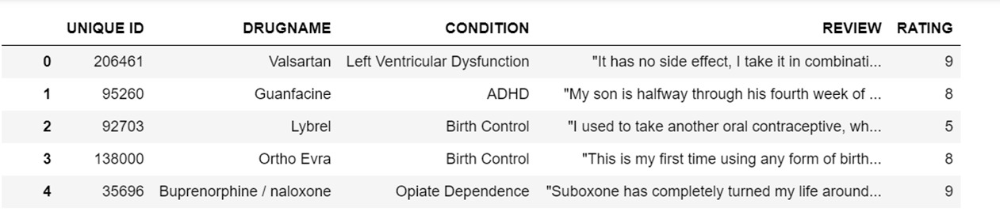 UNIQUE ID DRUGNAME CONDITION REVIEW RATING
0 206461 Valsartan Left Ventricular Dysfunction "It has no side effect, I take it in combinati... 9
1 95260 Guanfacine ADHD "My son is halfway through his fourth week of ... 8
2 92703 Lybrel Birth Control "I used to take another oral contraceptive, wh... 5
3 138000 Ortho Evra Birth Control "This is my first time using any form of birth... 8
4 35696 Buprenorphine / naloxone Opiate Dependence "Suboxone has completely turned my life around... 9